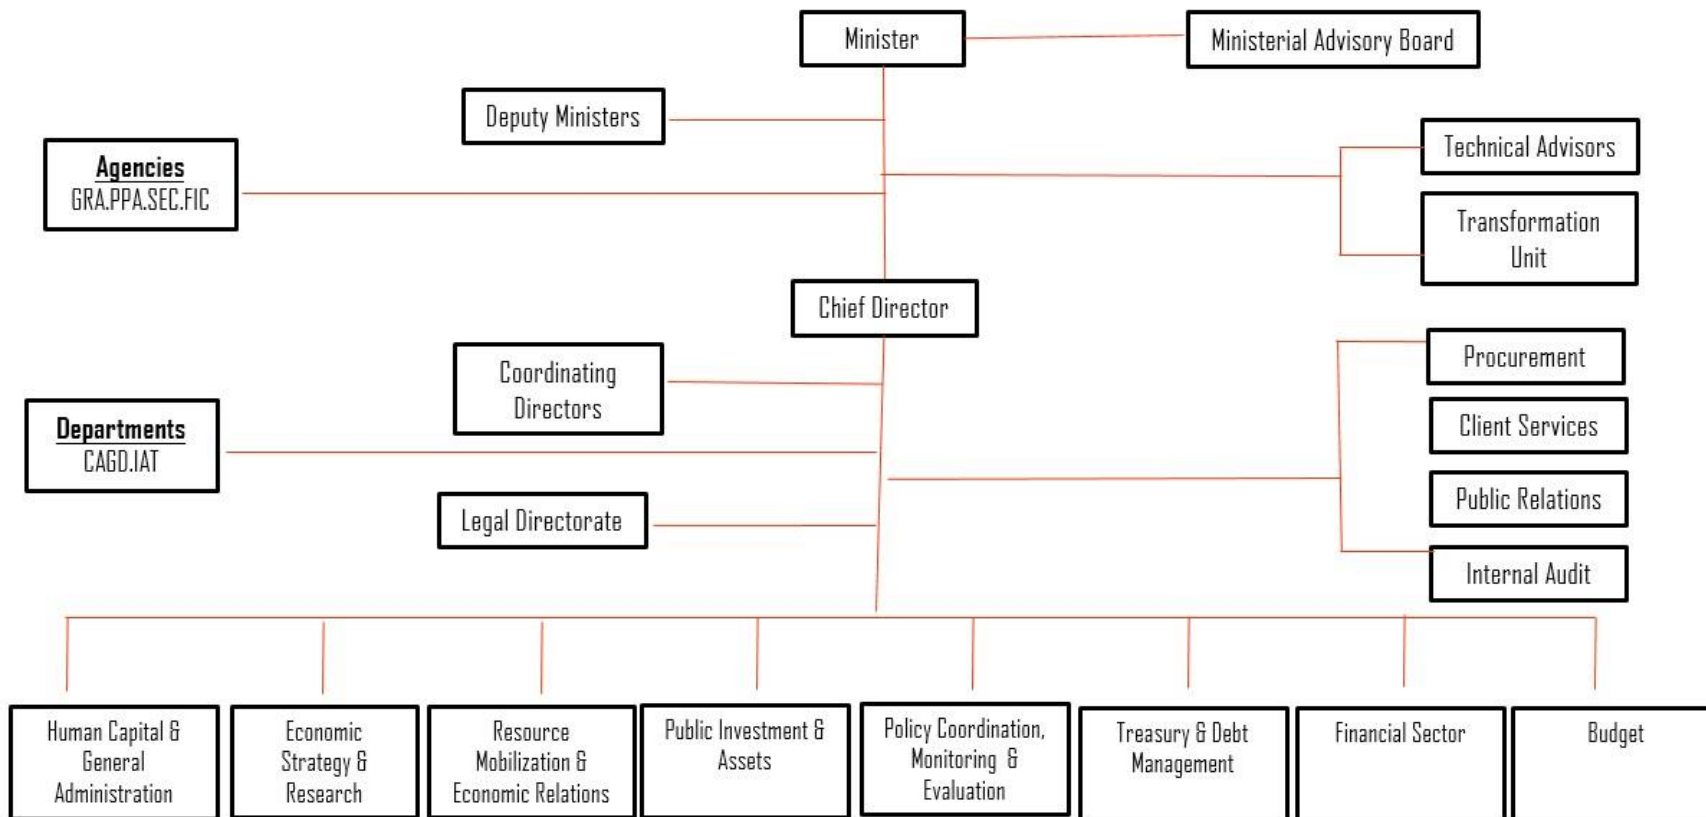 Minister
Ministerial Advisory Board
Deputy Ministers
Agencies
GRA.PPA.SEC.FIC
Technical Advisors
Transformation
Unit
Chief Director
Coordinating
Directors
Departments
CAGD.IAT
Legal Directorate
Procurement
Client Services
Public Relations
Internal Audit
Human Capital &
General
Administration
Economic
Strategy &
Research
Resource
Mobilization &
Economic Relations
Public Investment &
Assets
Policy Coordination,
Monitoring &
Evaluation
Treasury & Debt
Management
Financial Sector
Budget